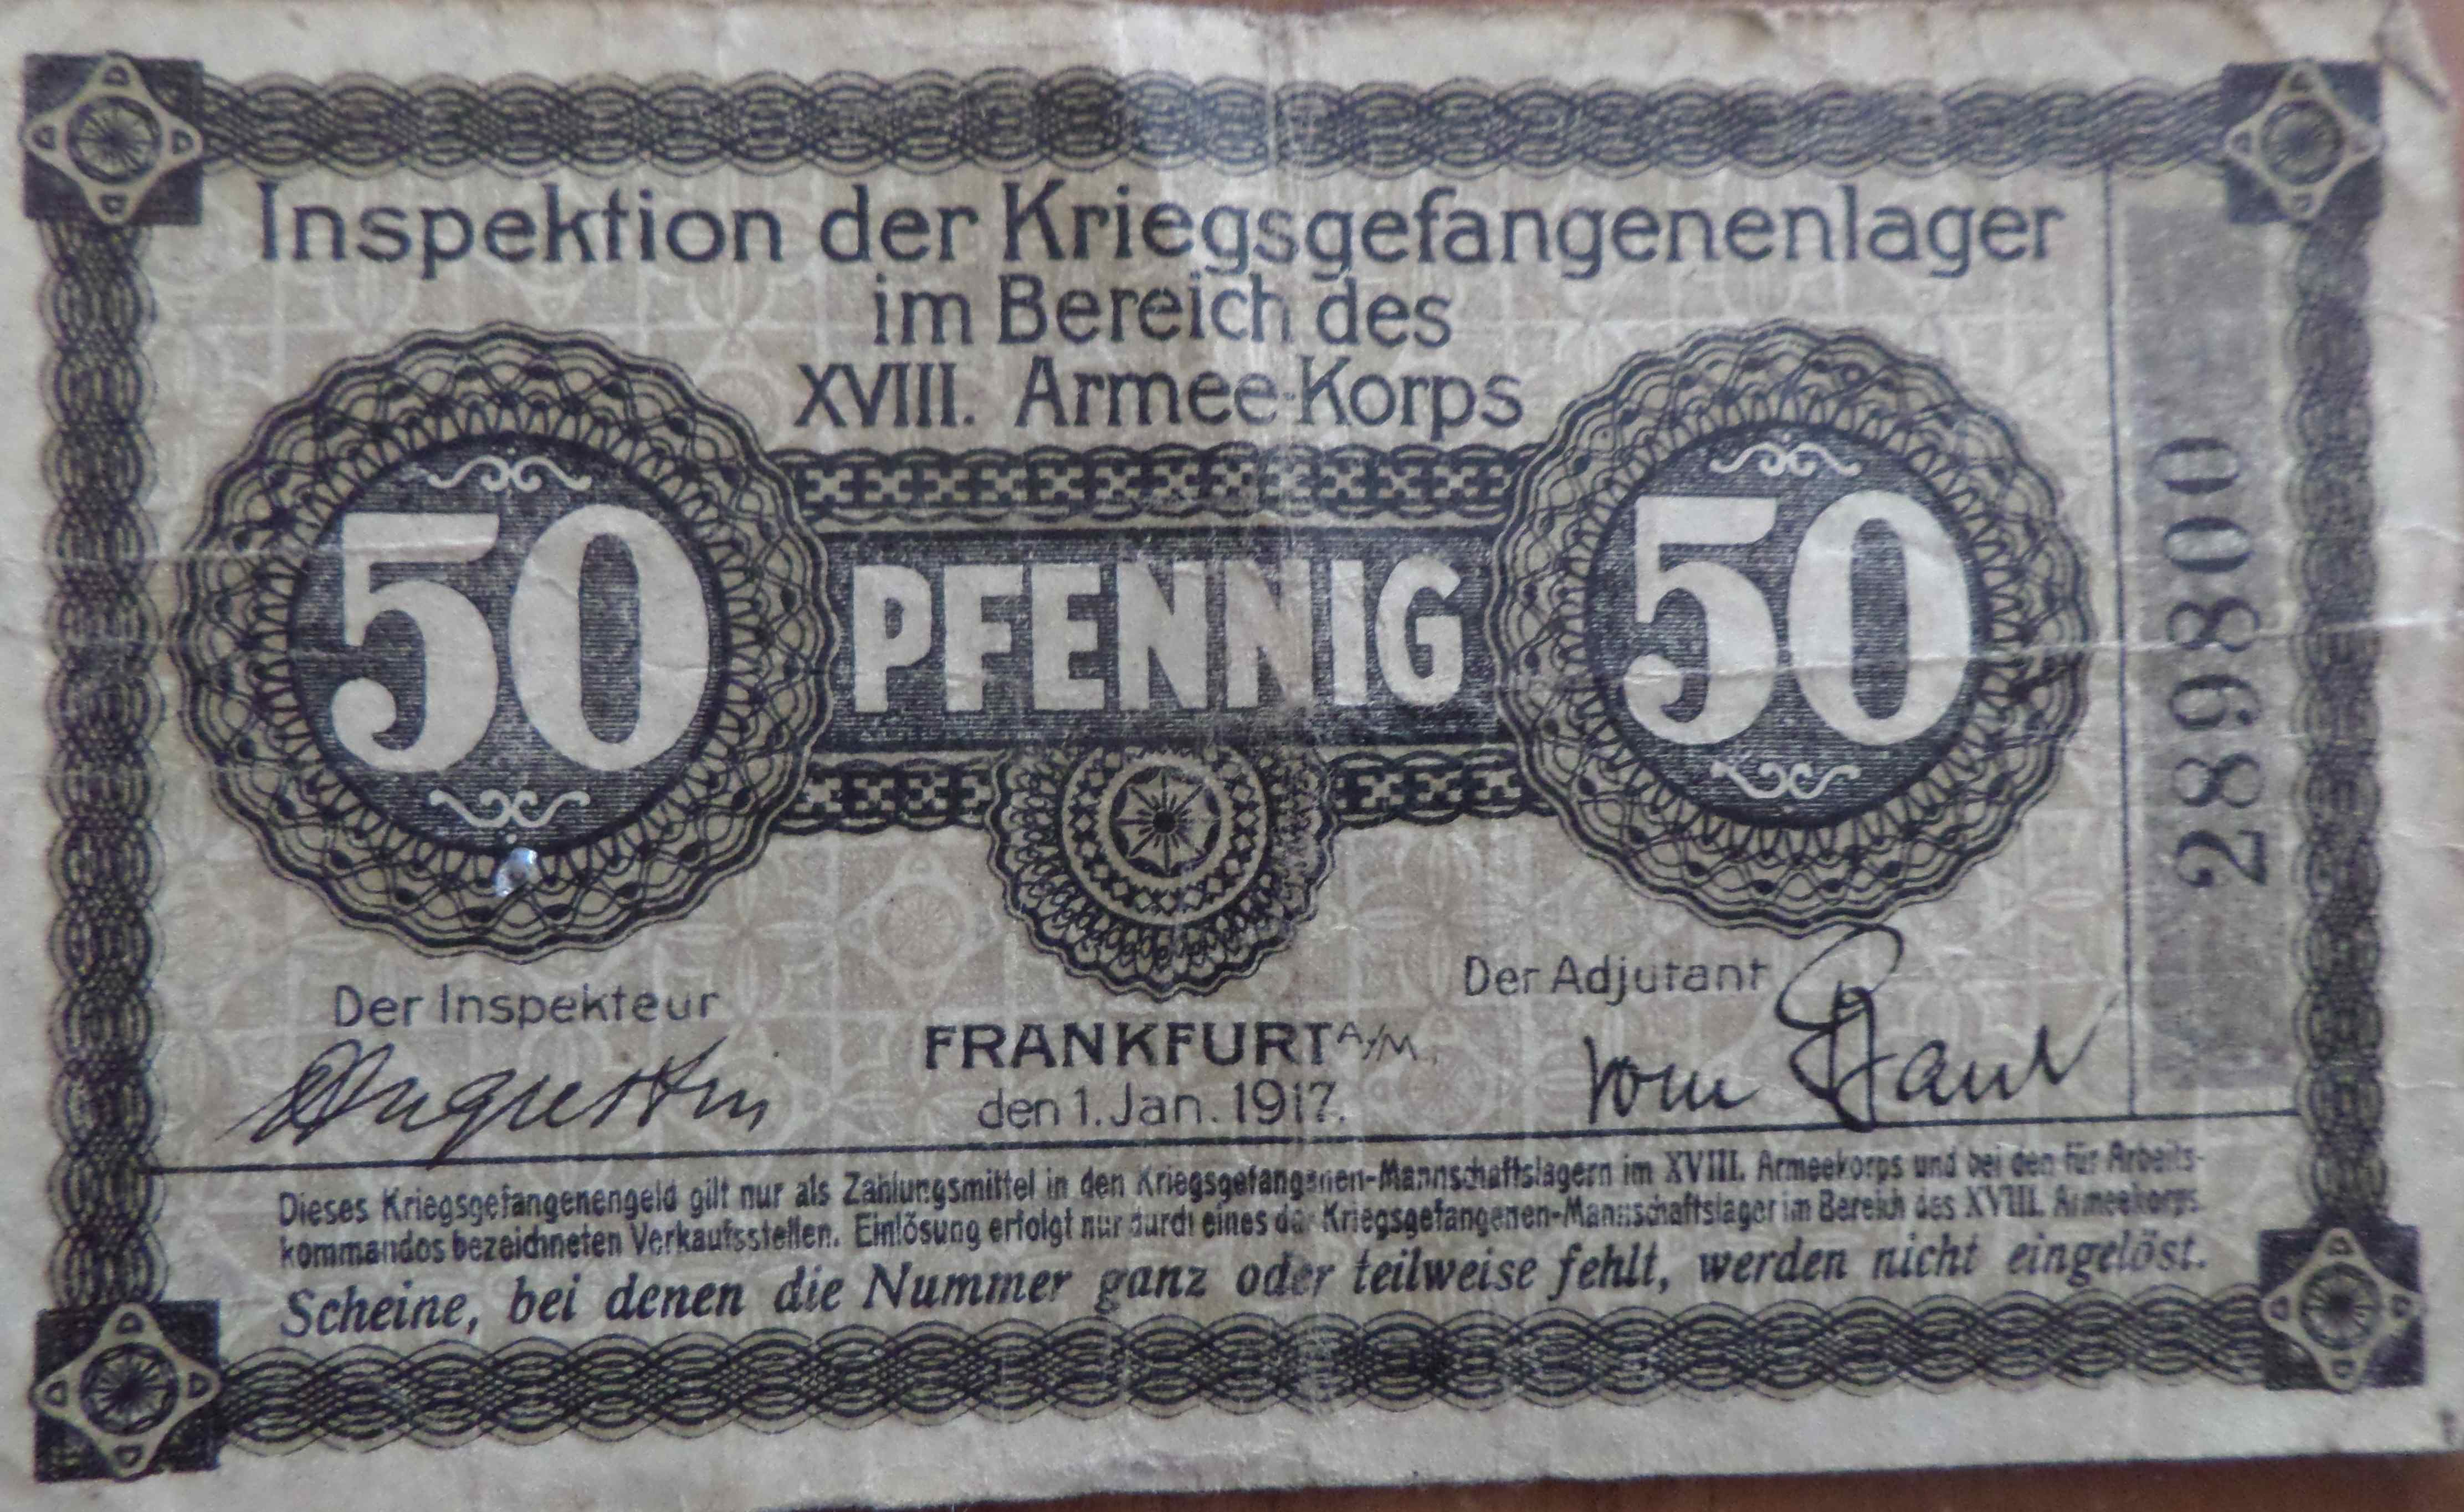 Inspektion der Kriegsgefangenenlager
im Bereich des
XVIII. Armee-Korps
50 PFENNIG 50
289800
Der Inspekteur
Augustin
FRANKFURT A/M.
den 1. Jan. 1917.
Der Adjutant
vom
Dieses Kriegsgefangenengeld gilt nur als Zahlungsmittel in den Kriegsgefangenen-Mannschaftslagern im XVIII. Armeekorps und bei den für Arbeits-
kommandos bezeichneten Verkaufsstellen. Einlösung erfolgt nur durch eines der Kriegsgefangenen-Mannschaftslager im Bereich des XVIII. Armeekorps.
Scheine, bei denen die Nummer ganz oder teilweise fehlt, werden nicht eingelöst.